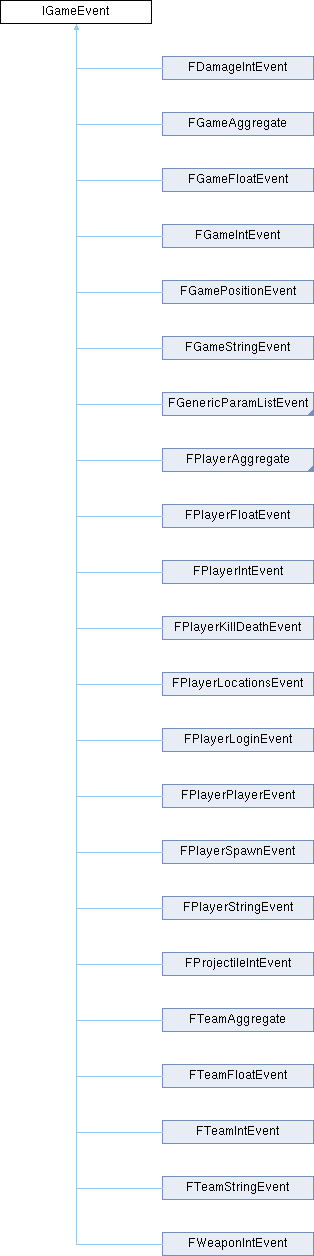 IGameEvent
FDamageIntEvent
FGameAggregate
FGameFloatEvent
FGameIntEvent
FGamePositionEvent
FGameStringEvent
FGenericParamListEvent
FPlayerAggregate
FPlayerFloatEvent
FPlayerIntEvent
FPlayerKillDeathEvent
FPlayerLocationsEvent
FPlayerLoginEvent
FPlayerPlayerEvent
FPlayerSpawnEvent
FPlayerStringEvent
FProjectileIntEvent
FTeamAggregate
FTeamFloatEvent
FTeamIntEvent
FTeamStringEvent
FWeaponIntEvent